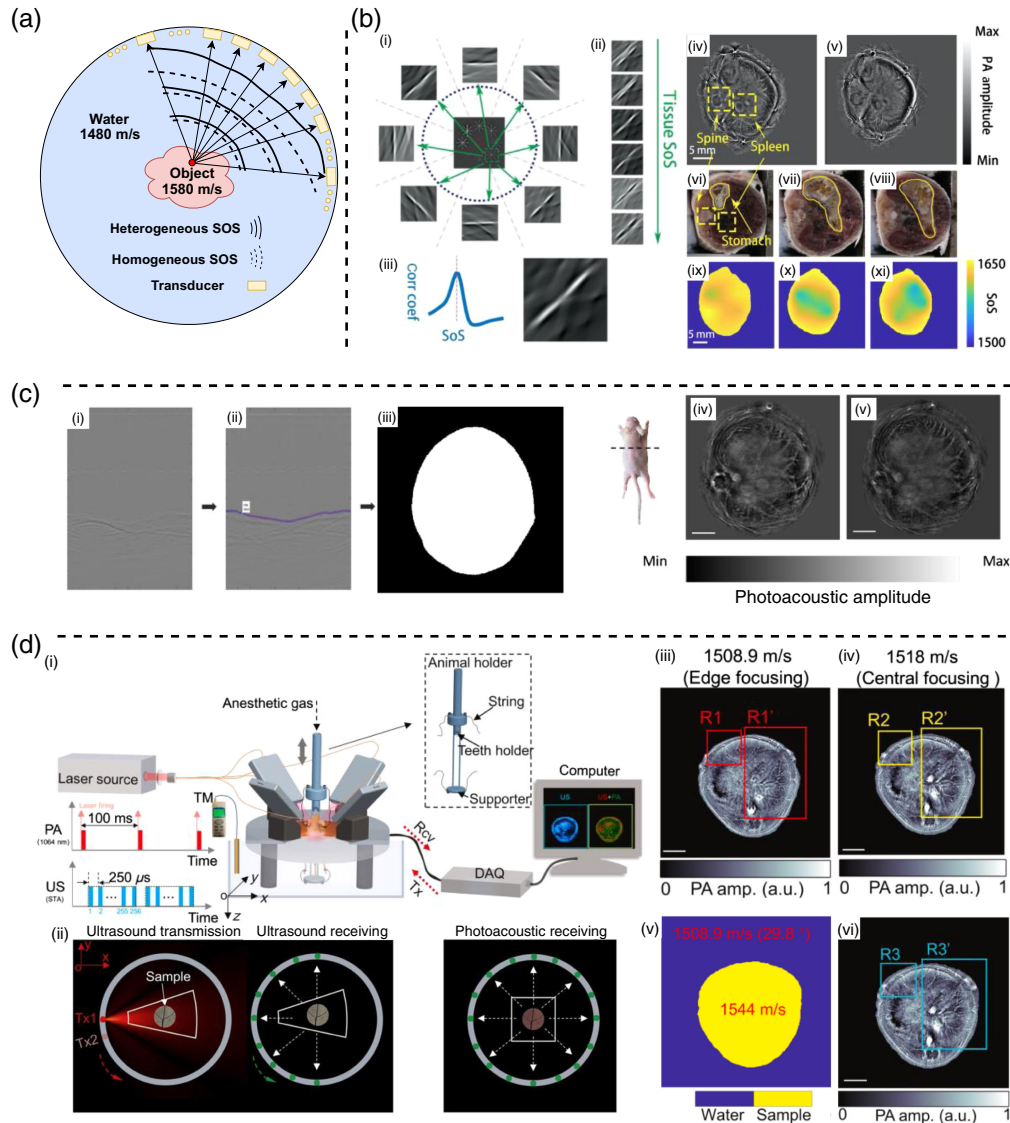 (a)
Water
1480 m/s
Object
1580 m/s
Heterogeneous SOS
Homogeneous SOS
Transducer
(b)
(i)
(ii)
Tissue SoS
(iii)
Corr coef
SoS
(iv)
(v)
Spine
Spleen
5 mm
Max
PA amplitude
Min
(vi)
(vii)
(viii)
Stomach
(ix)
(x)
(xi)
5 mm
1650
SoS
1500
(c)
(i)
(ii)
(iii)
(iv)
(v)
Min
Max
Photoacoustic amplitude
(d)
(i)
Anesthetic gas
Animal holder
String
Teeth holder
Supporter
Laser source
Laser firing
TM
PA
(1064 nm)
100 ms
Time
US
(STA)
250 µs
1 2 255 256
Time
y
o
x
z
Rcv
Tx
DAQ
Computer
US
US+PA
(ii)
Ultrasound transmission
Ultrasound receiving
Photoacoustic receiving
y
x
o
Sample
Tx1
Tx2
(iii)
1508.9 m/s
(Edge focusing)
R1
R1'
0 PA amp. (a.u.) 1
(iv)
1518 m/s
(Central focusing )
R2
R2'
0 PA amp. (a.u.) 1
(v)
1508.9 m/s (29.8 °)
1544 m/s
Water Sample
(vi)
R3
R3'
0 PA amp. (a.u.) 1